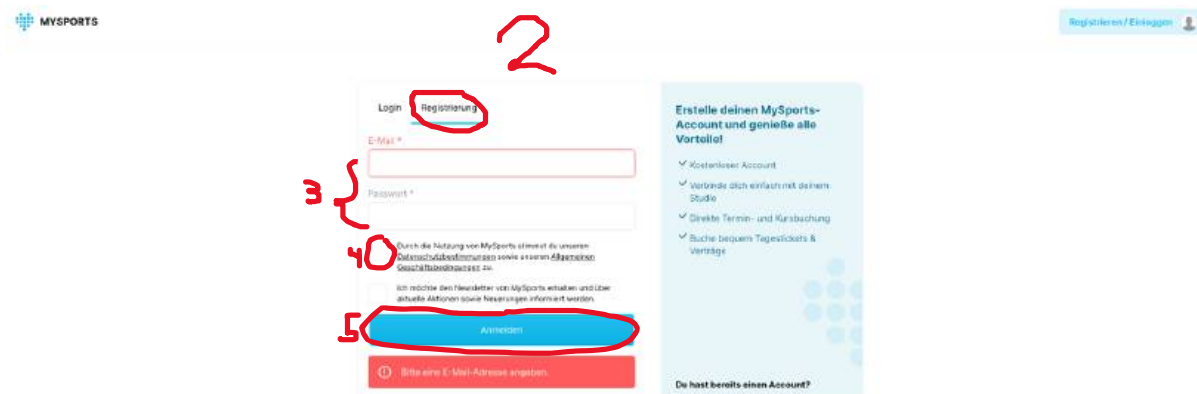 MYSPORTS
Registrieren / Einloggen
2
Login Registrierung
E-Mail *
3
Passwort *
4
Durch die Nutzung von MySports stimmst du unseren
Datenschutzbestimmungen sowie unseren Allgemeinen
Geschäftsbedingungen zu.
Ich möchte den Newsletter von MySports erhalten und über
aktuelle Aktionen sowie Neuerungen informiert werden.
5
Anmelden
Bitte eine E-Mail-Adresse angeben.
Erstelle deinen MySports-
Account und genieße alle
Vorteile!
Kostenloser Account
Verbinde dich einfach mit deinem
Studio
Direkte Termin- und Kursbuchung
Buche bequem Tagestickets &
Verträge
Du hast bereits einen Account?